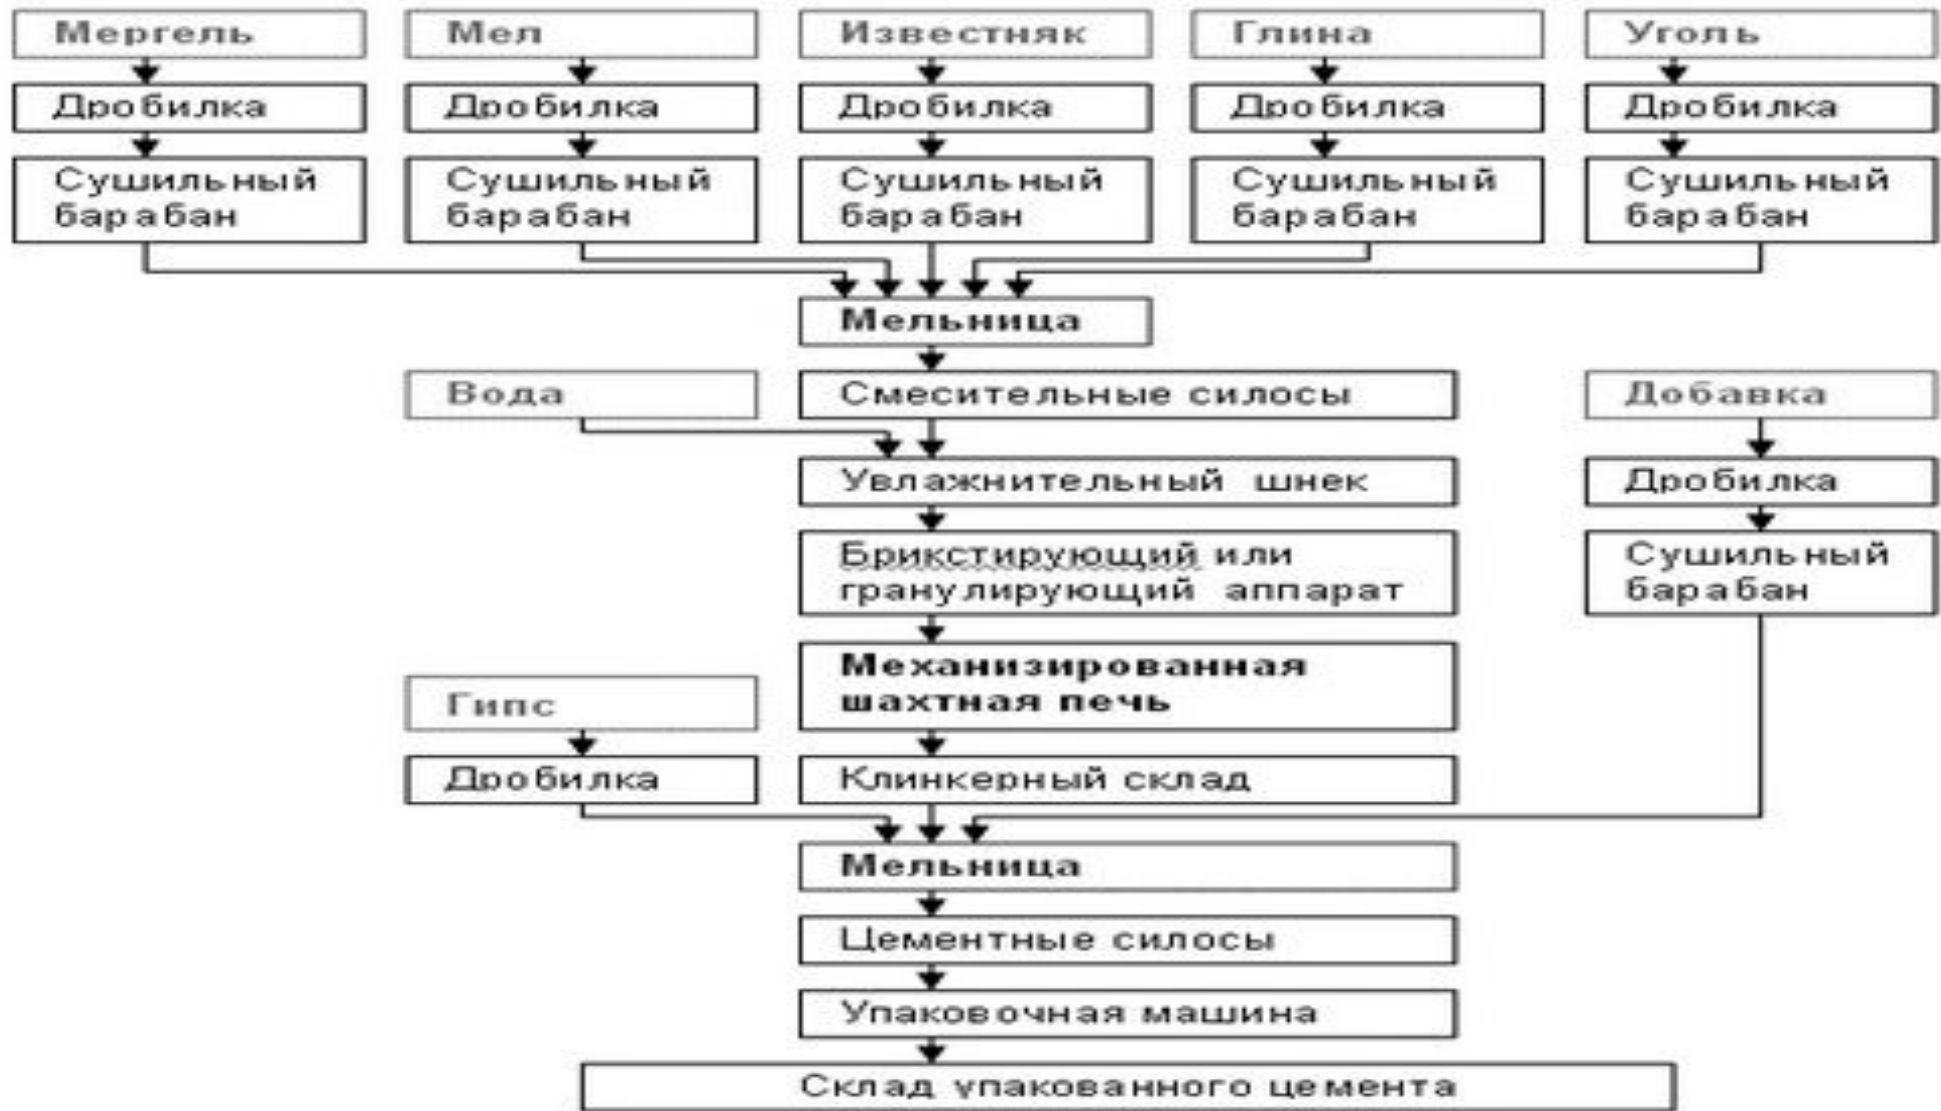 Мергель
Мел
Известняк
Глина
Уголь
Дробилка
Дробилка
Дробилка
Дробилка
Дробилка
Сушильный
барабан
Сушильный
барабан
Сушильный
барабан
Сушильный
барабан
Сушильный
барабан
Мельница
Вода
Смесительные силосы
Добавка
Увлажнительный шнек
Дробилка
Брикстирующий или
гранулирующий аппарат
Сушильный
барабан
Механизированная
шахтная печь
Гипс
Дробилка
Клинкерный склад
Мельница
Цементные силосы
Упаковочная машина
Склад упакованного цемента